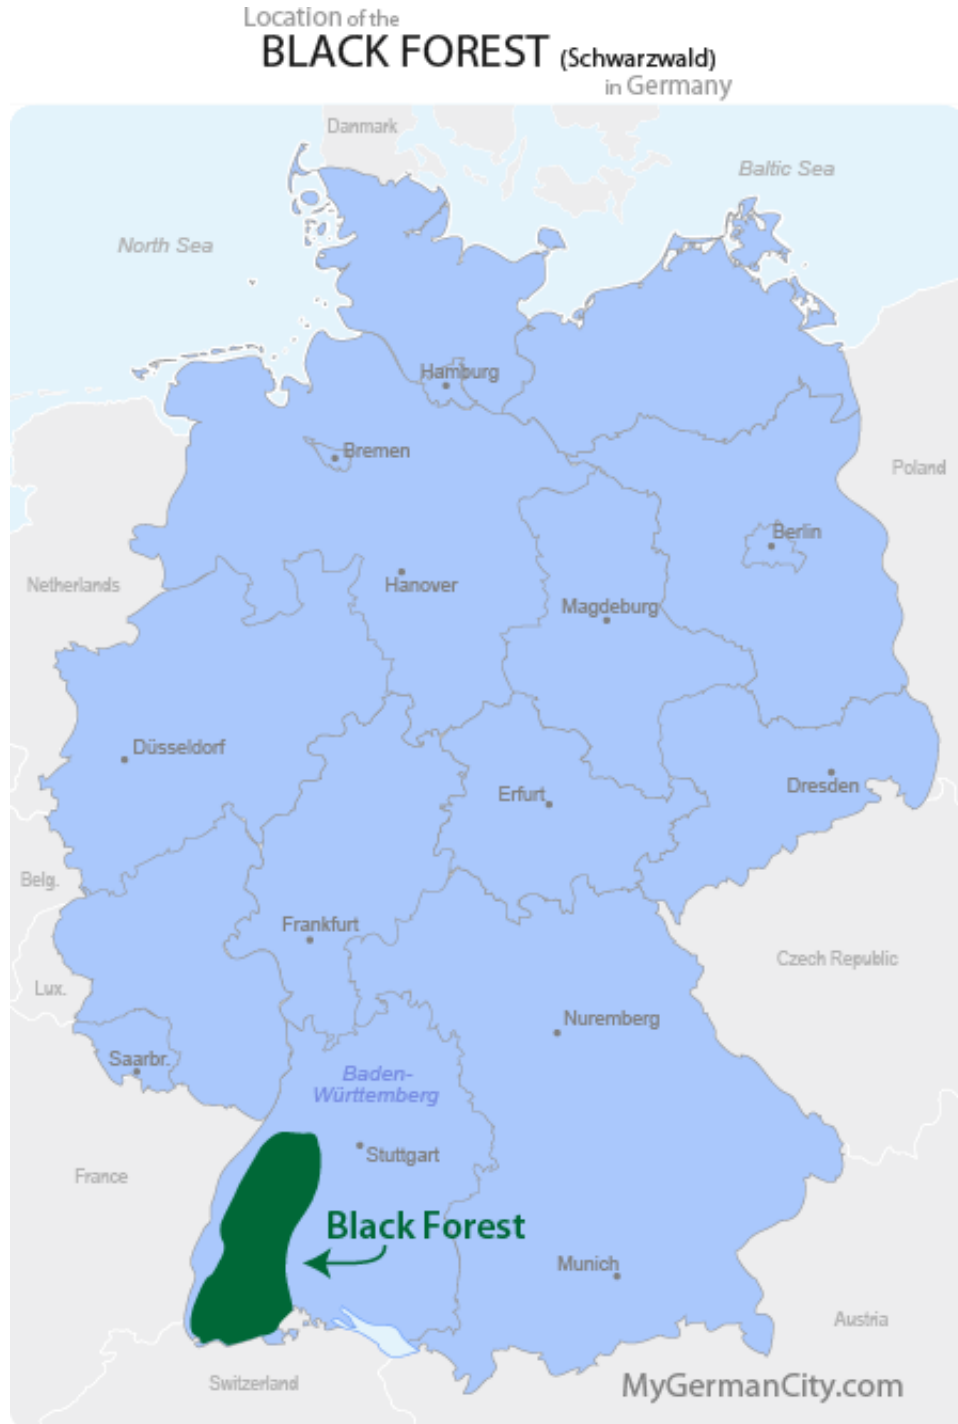 Location of the
BLACK FOREST (Schwarzwald)
in Germany
Danmark
Baltic Sea
North Sea
Hamburg
Bremen
Poland
Berlin
Netherlands
Hanover
Magdeburg
Düsseldorf
Dresden
Erfurt
Belg.
Frankfurt
Czech Republic
Lux.
Nuremberg
Saarbr.
Baden-
Württemberg
Stuttgart
France
Black Forest
Munich
Austria
Switzerland
MyGermanCity.com